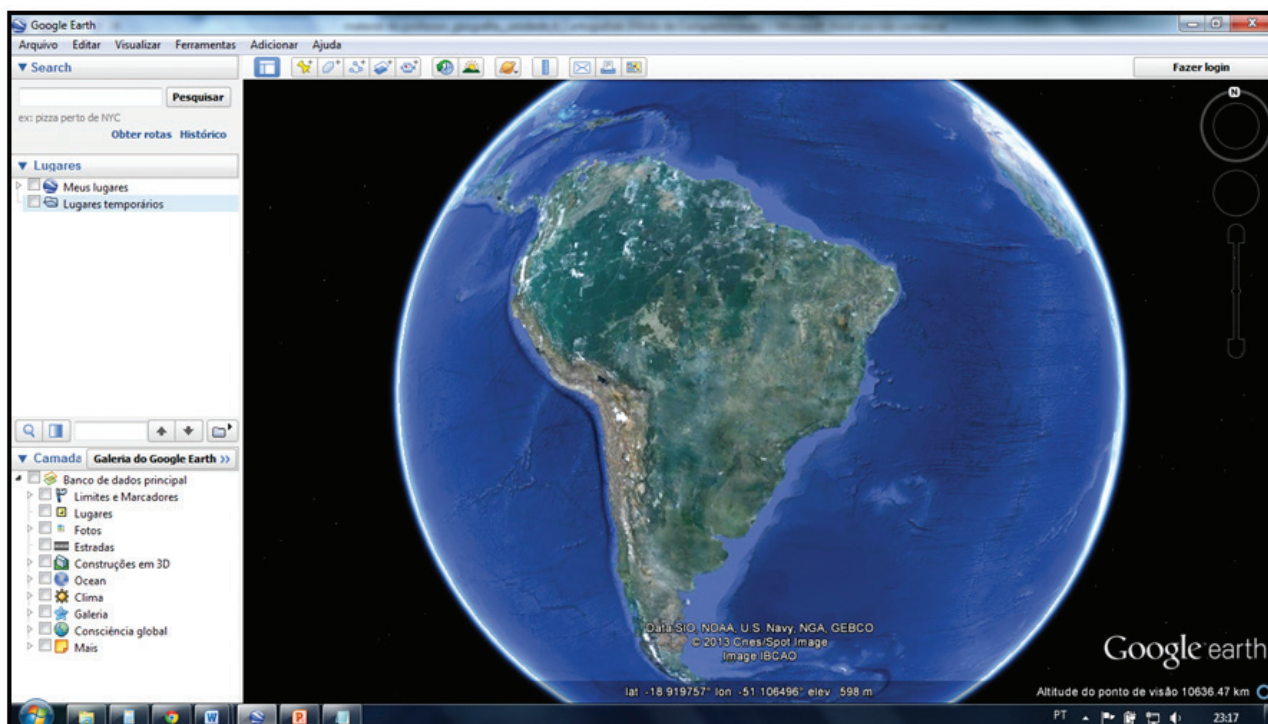 Google Earth
Arquivo Editar Visualizar Ferramentas Adicionar Ajuda
Search
Fazer login
Pesquisar
ex: pizza perto de NYC
Obter rotas Histórico
Lugares
Meus lugares
Lugares temporários
Camada Galeria do Google Earth >>
Banco de dados principal
Limites e Marcadores
Lugares
Fotos
Estradas
Construções em 3D
Ocean
Clima
Galeria
Consciência global
Mais
N
Data SIO, NOAA, U.S. Navy, NGA, GEBCO
© 2013 Cnes/Spot Image
Image IBCAO
Google earth
lat -18.919757° lon -51.106496° elev 598 m
Altitude do ponto de visão 10636.47 km
PT 23:17